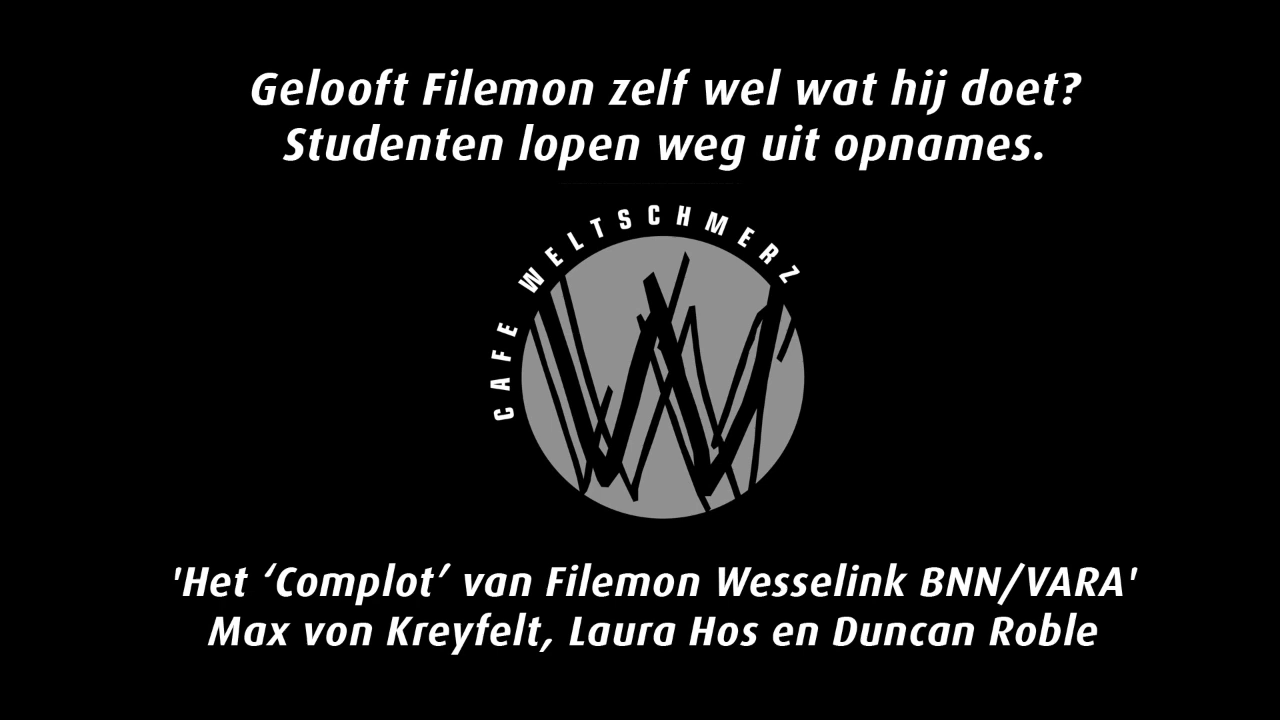 Gelooft Filemon zelf wel wat hij doet?
Studenten lopen weg uit opnames.
CAFE WELTSCHMERZ
'Het ‘Complot’ van Filemon Wesselink BNN/VARA'
Max von Kreyfelt, Laura Hos en Duncan Roble